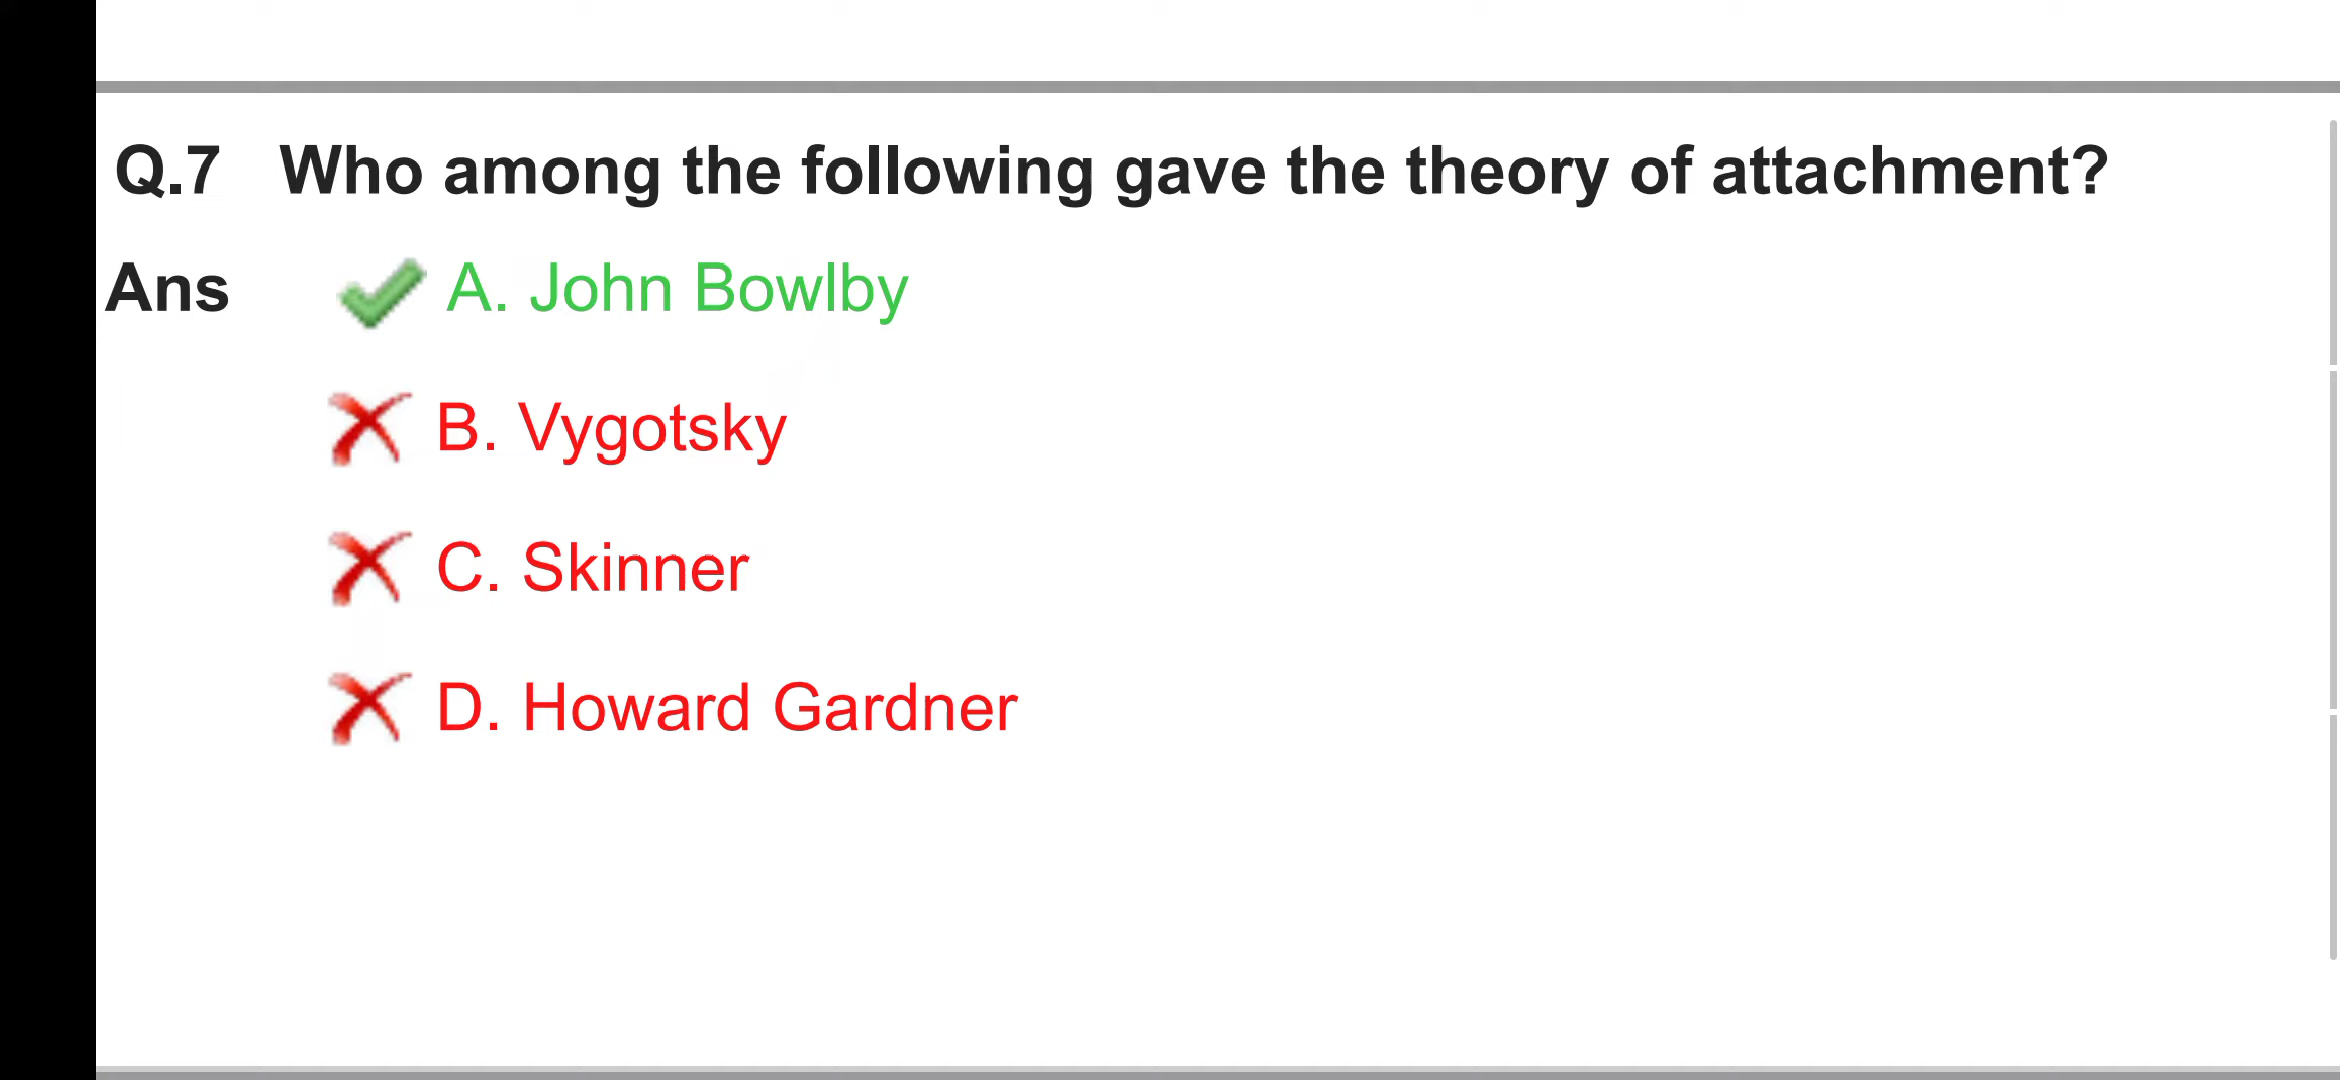 Q.7 Who among the following gave the theory of attachment?
Ans A. John Bowlby
B. Vygotsky
C. Skinner
D. Howard Gardner